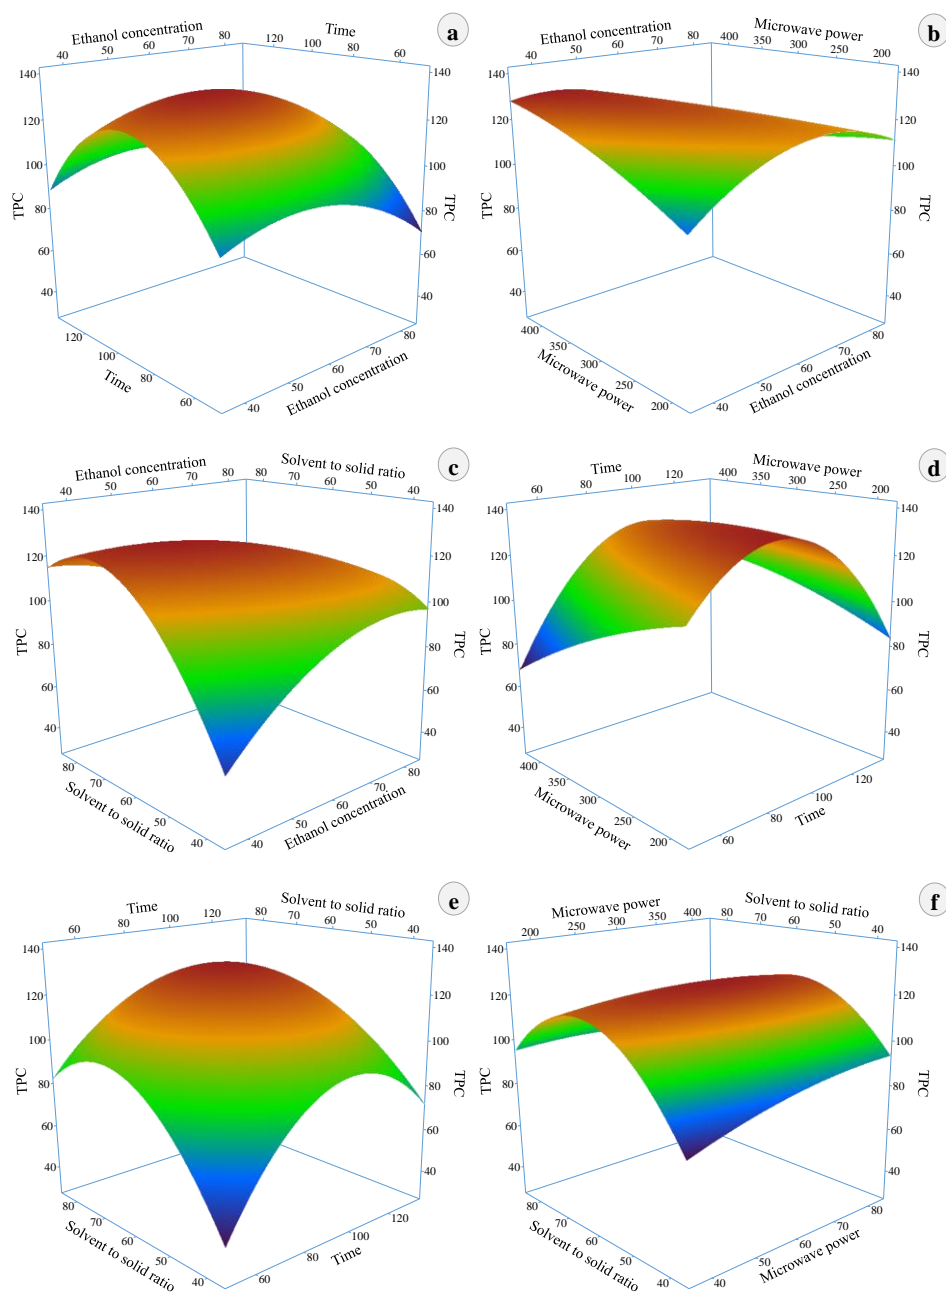 Ethanol concentration Time a
40 50 60 70 80 120 100 80 60
140 140
120 120
100 100
TPC 80 80 TPC
60 60
40 40
120 100 80 60
Time
40 50 60 70 80
Ethanol concentration
Ethanol concentration Microwave power b
40 50 60 70 80 400 350 300 250 200
140 140
120 120
100 100
TPC 80 80 TPC
60 60
40 40
400 350 300 250 200
Microwave power
40 50 60 70 80
Ethanol concentration
Ethanol concentration Solvent to solid ratio c
40 50 60 70 80 80 70 60 50 40
140 140
120 120
100 100
TPC 80 80 TPC
60 60
40 40
80 70 60 50 40
Solvent to solid ratio
40 50 60 70 80
Ethanol concentration
Time Microwave power d
60 80 100 120 400 350 300 250 200
140 140
120 120
100 100
TPC 80 80 TPC
60 60
40 40
400 350 300 250 200
Microwave power
60 80 100 120
Time
Time Solvent to solid ratio e
60 80 100 120 80 70 60 50 40
140 140
120 120
100 100
TPC 80 80 TPC
60 60
40 40
80 70 60 50 40
Solvent to solid ratio
60 80 100 120
Time
Microwave power Solvent to solid ratio f
200 250 300 350 400 80 70 60 50 40
140 140
120 120
100 100
TPC 80 80 TPC
60 60
40 40
80 70 60 50 40
Solvent to solid ratio
40 50 60 70 80
Microwave power